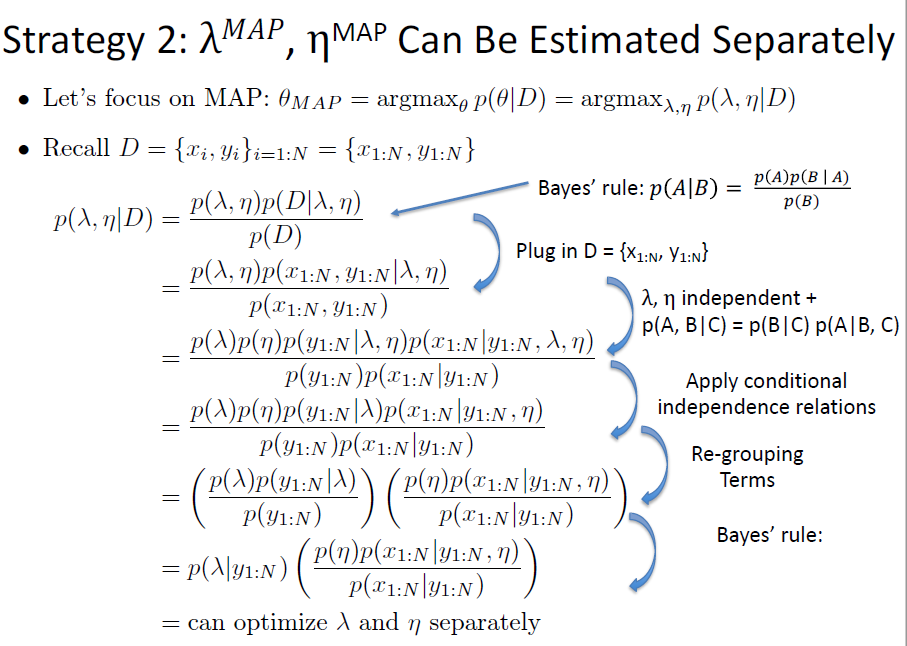 Strategy 2: λ^MAP, η^MAP Can Be Estimated Separately
• Let's focus on MAP: θ_MAP = argmax_θ p(θ|D) = argmax_λ,η p(λ, η|D)
• Recall D = {x_i, y_i}_i=1:N = {x_1:N, y_1:N}
Bayes' rule: p(A|B) = p(A)p(B | A) / p(B)
p(λ, η|D) = p(λ, η)p(D|λ, η) / p(D)
Plug in D = {x_1:N, y_1:N}
= p(λ, η)p(x_1:N, y_1:N|λ, η) / p(x_1:N, y_1:N)
λ, η independent +
p(A, B|C) = p(B|C) p(A|B, C)
= p(λ)p(η)p(y_1:N|λ, η)p(x_1:N|y_1:N, λ, η) / p(y_1:N)p(x_1:N|y_1:N)
Apply conditional
independence relations
= p(λ)p(η)p(y_1:N|λ)p(x_1:N|y_1:N, η) / p(y_1:N)p(x_1:N|y_1:N)
Re-grouping
Terms
= (p(λ)p(y_1:N|λ) / p(y_1:N)) (p(η)p(x_1:N|y_1:N, η) / p(x_1:N|y_1:N))
Bayes' rule:
= p(λ|y_1:N) (p(η)p(x_1:N|y_1:N, η) / p(x_1:N|y_1:N))
= can optimize λ and η separately